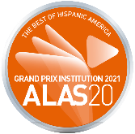 THE BEST OF HISPANIC AMERICA
GRAND PRIX INSTITUTION 2021
ALAS20